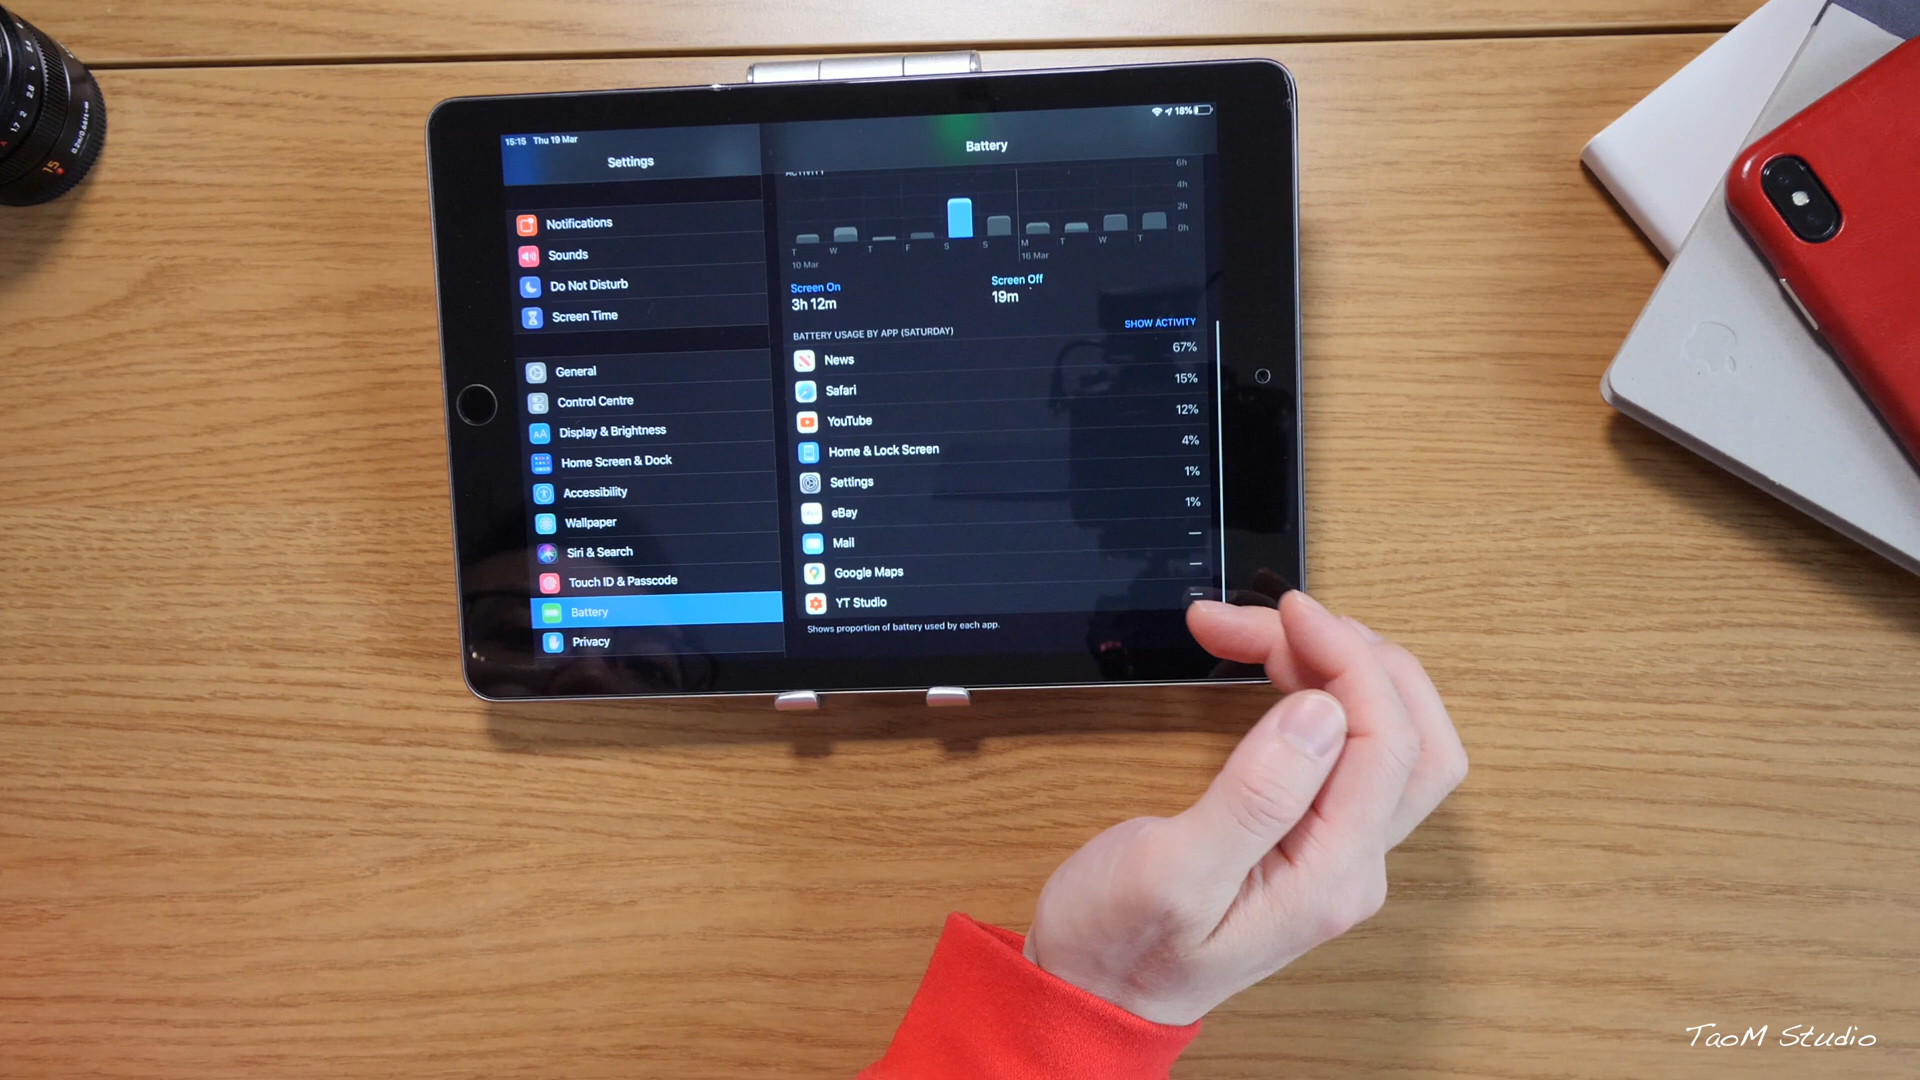 15:15 Thu 19 Mar
18%
Settings
Notifications
Sounds
Do Not Disturb
Screen Time
General
Control Centre
Display & Brightness
Home Screen & Dock
Accessibility
Wallpaper
Siri & Search
Touch ID & Passcode
Battery
Privacy
Battery
ACTIVITY
6h
4h
2h
0h
T W T F S S M T W T
10 Mar 16 Mar
Screen On Screen Off
3h 12m 19m
BATTERY USAGE BY APP (SATURDAY) SHOW ACTIVITY
News 67%
Safari 15%
YouTube 12%
Home & Lock Screen 4%
Settings 1%
eBay 1%
Mail —
Google Maps —
YT Studio —
Shows proportion of battery used by each app.
TaoM Studio